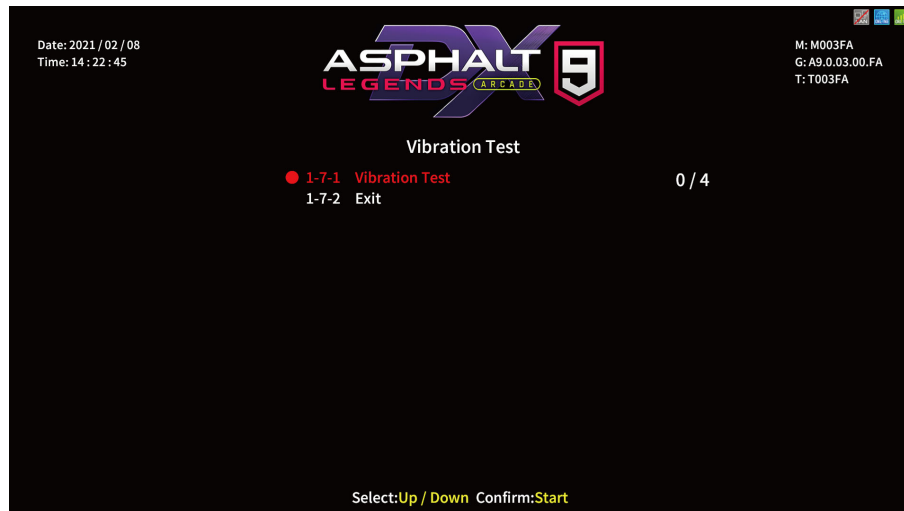 Date: 2021 / 02 / 08
Time: 14 : 22 : 45
ASPHALT 9
DX
LEGENDS ARCADE
M: M003FA
G: A9.0.03.00.FA
T: T003FA
Vibration Test
1-7-1 Vibration Test 0 / 4
1-7-2 Exit
Select:Up / Down Confirm:Start